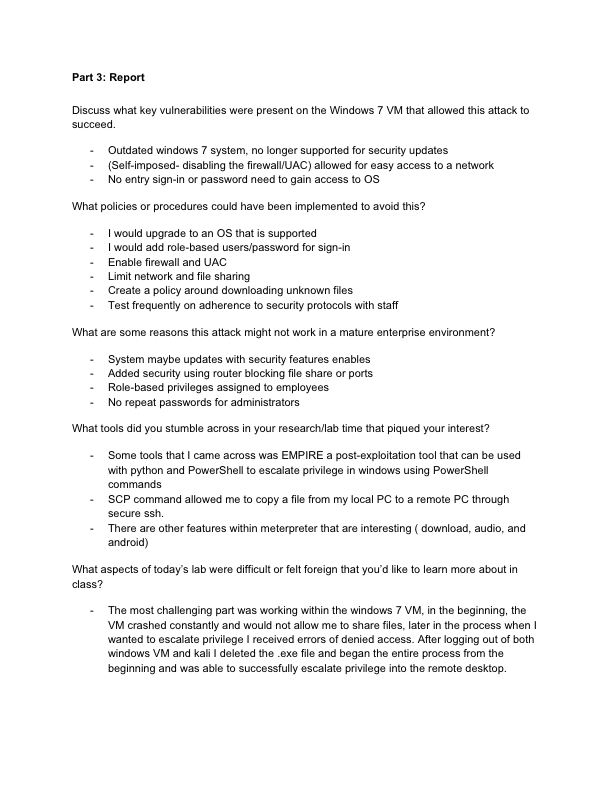 Part 3: Report
Discuss what key vulnerabilities were present on the Windows 7 VM that allowed this attack to
succeed.
- Outdated windows 7 system, no longer supported for security updates
- (Self-imposed- disabling the firewall/UAC) allowed for easy access to a network
- No entry sign-in or password need to gain access to OS
What policies or procedures could have been implemented to avoid this?
- I would upgrade to an OS that is supported
- I would add role-based users/password for sign-in
- Enable firewall and UAC
- Limit network and file sharing
- Create a policy around downloading unknown files
- Test frequently on adherence to security protocols with staff
What are some reasons this attack might not work in a mature enterprise environment?
- System maybe updates with security features enables
- Added security using router blocking file share or ports
- Role-based privileges assigned to employees
- No repeat passwords for administrators
What tools did you stumble across in your research/lab time that piqued your interest?
- Some tools that I came across was EMPIRE a post-exploitation tool that can be used
with python and PowerShell to escalate privilege in windows using PowerShell
commands
- SCP command allowed me to copy a file from my local PC to a remote PC through
secure ssh.
- There are other features within meterpreter that are interesting ( download, audio, and
android)
What aspects of today's lab were difficult or felt foreign that you'd like to learn more about in
class?
- The most challenging part was working within the windows 7 VM, in the beginning, the
VM crashed constantly and would not allow me to share files, later in the process when I
wanted to escalate privilege I received errors of denied access. After logging out of both
windows VM and kali I deleted the .exe file and began the entire process from the
beginning and was able to successfully escalate privilege into the remote desktop.